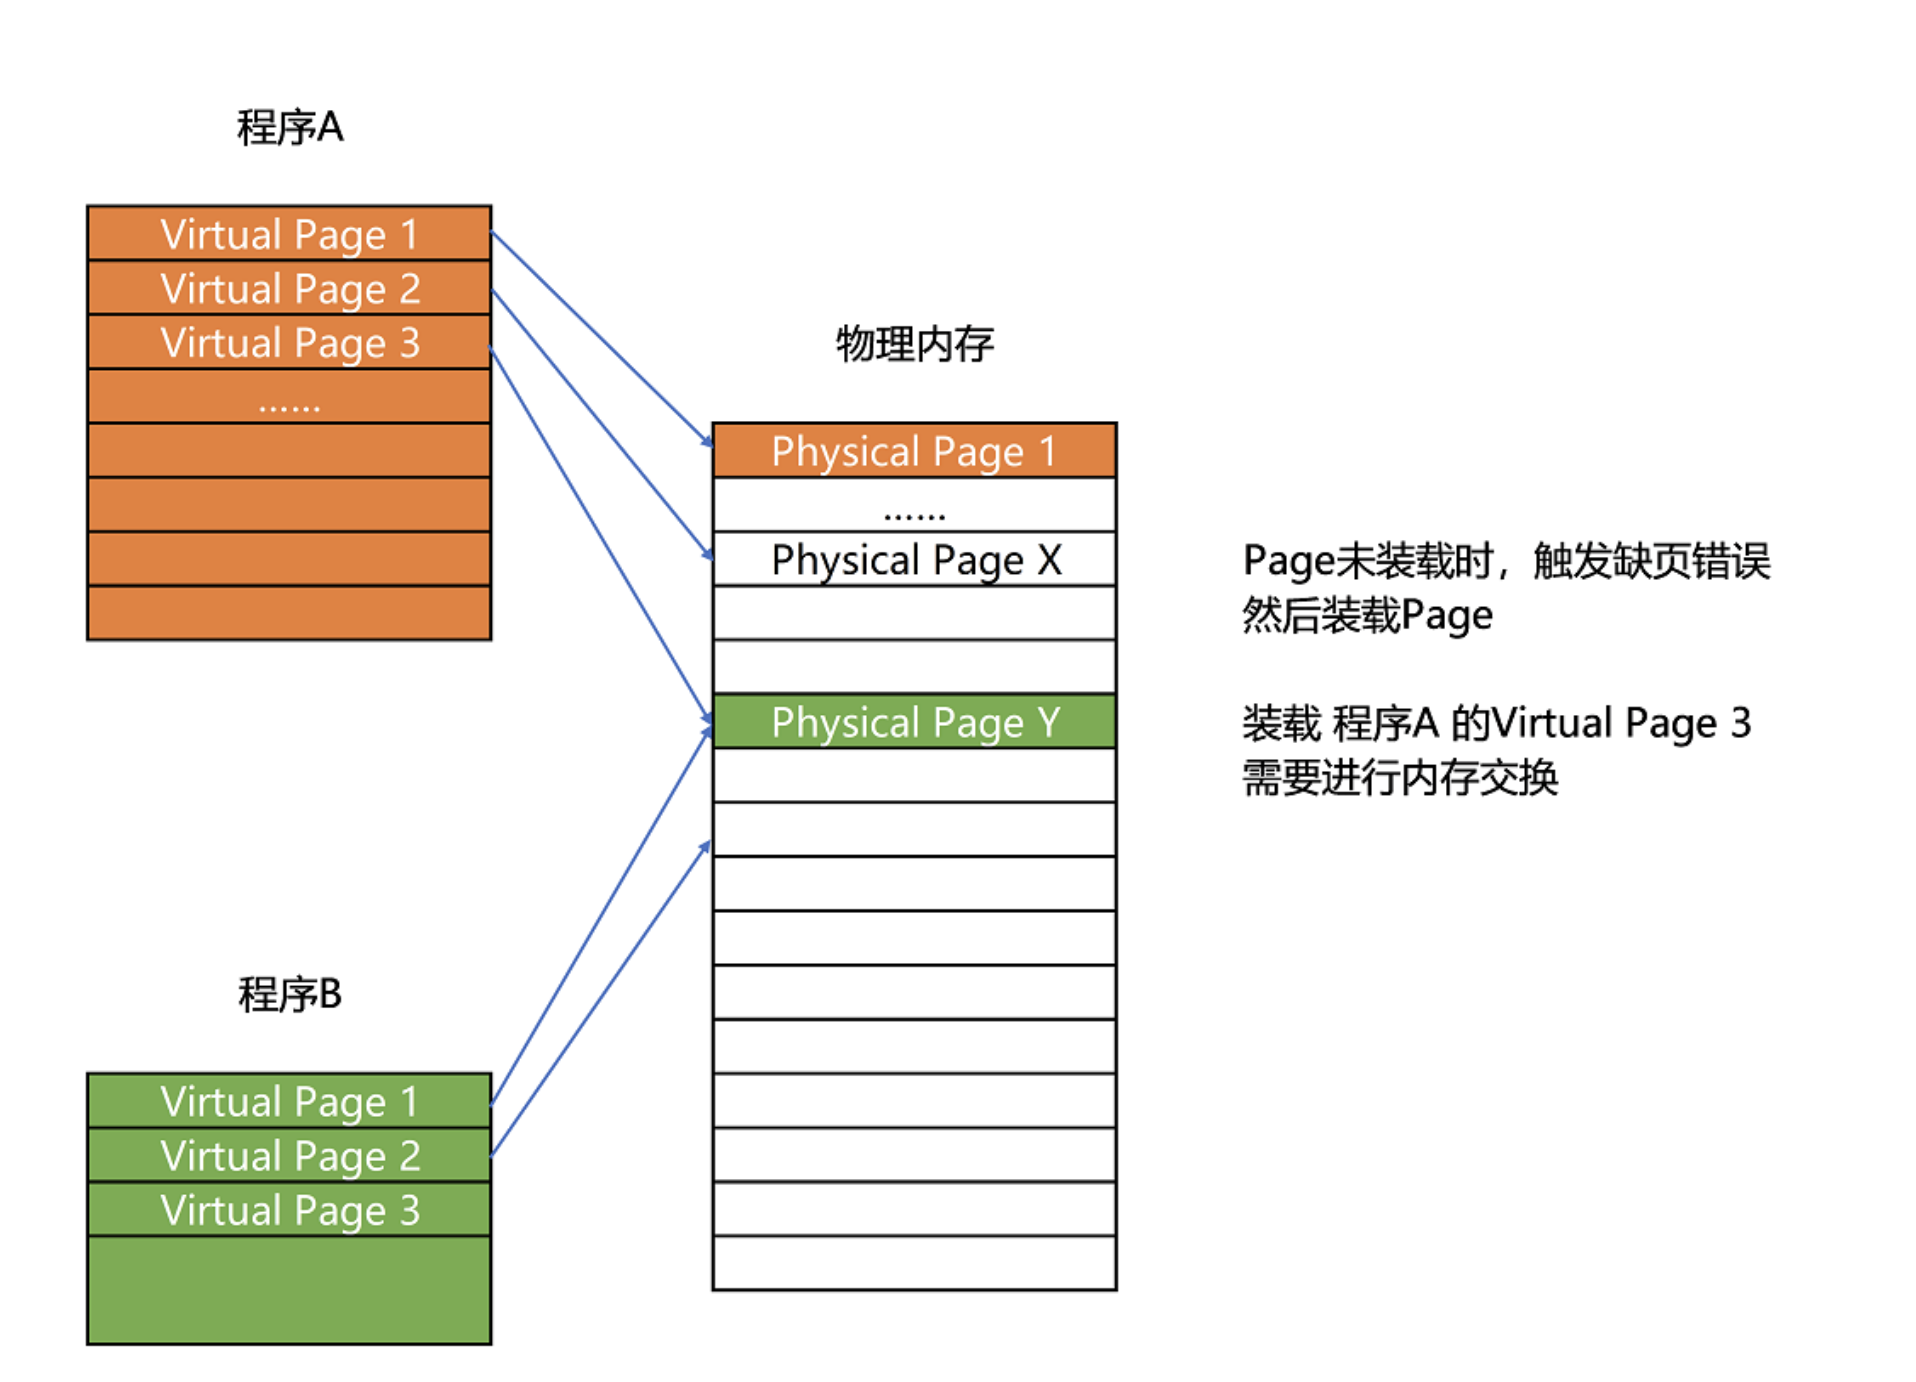 程序A
Virtual Page 1
Virtual Page 2
Virtual Page 3
……
物理内存
Physical Page 1
……
Physical Page X
Physical Page Y
Page未装载时，触发缺页错误
然后装载Page
装载 程序A 的Virtual Page 3
需要进行内存交换
程序B
Virtual Page 1
Virtual Page 2
Virtual Page 3